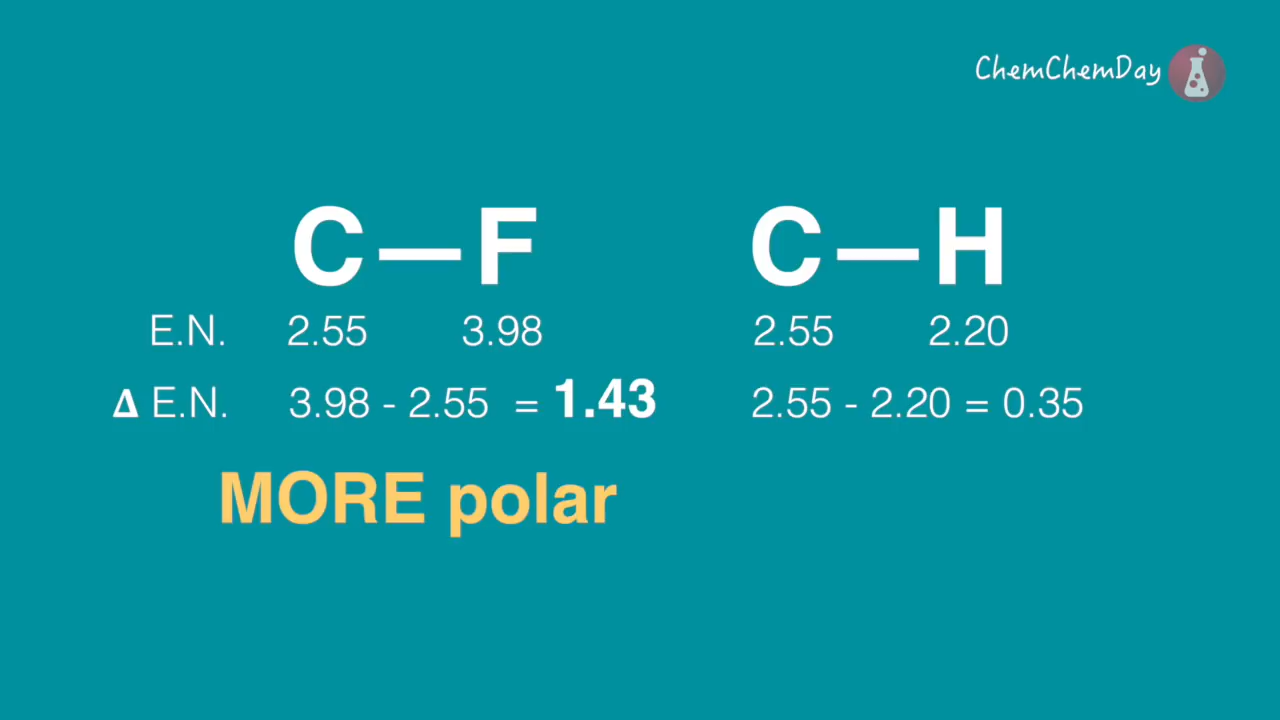 ChemChemDay
C—F C—H
E.N. 2.55 3.98 2.55 2.20
Δ E.N. 3.98 - 2.55 = 1.43 2.55 - 2.20 = 0.35
MORE polar